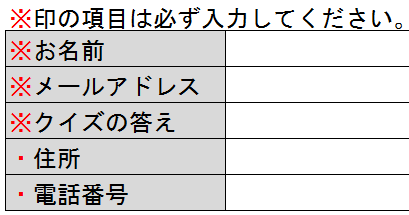 ※印の項目は必ず入力してください。
※お名前
※メールアドレス
※クイズの答え
・住所
・電話番号